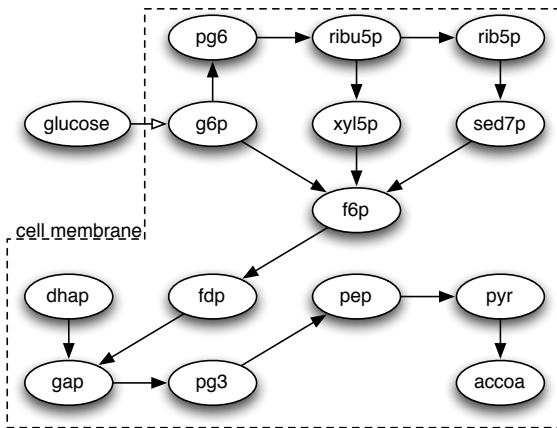 pg6 ribu5p rib5p
glucose g6p xyl5p sed7p
f6p
cell membrane
dhap fdp pep pyr
gap pg3 accoa